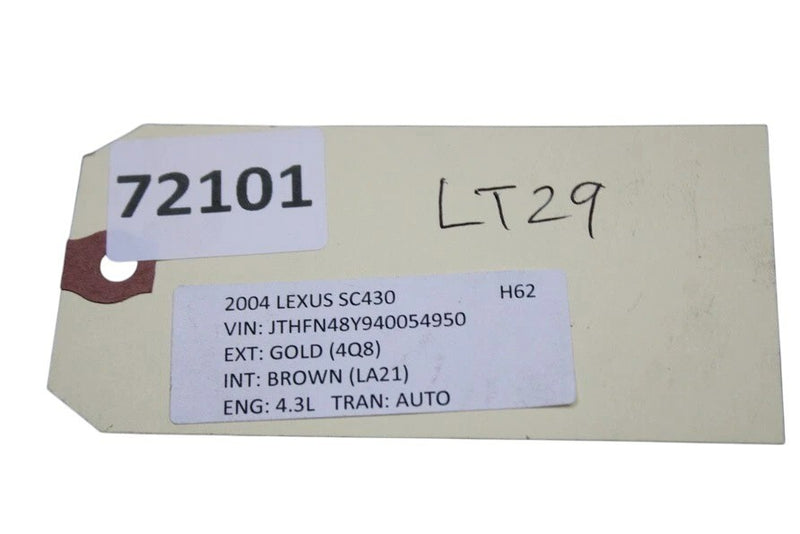 72101
LT29
2004 LEXUS SC430 H62
VIN: JTHFN48Y940054950
EXT: GOLD (4Q8)
INT: BROWN (LA21)
ENG: 4.3L TRAN: AUTO